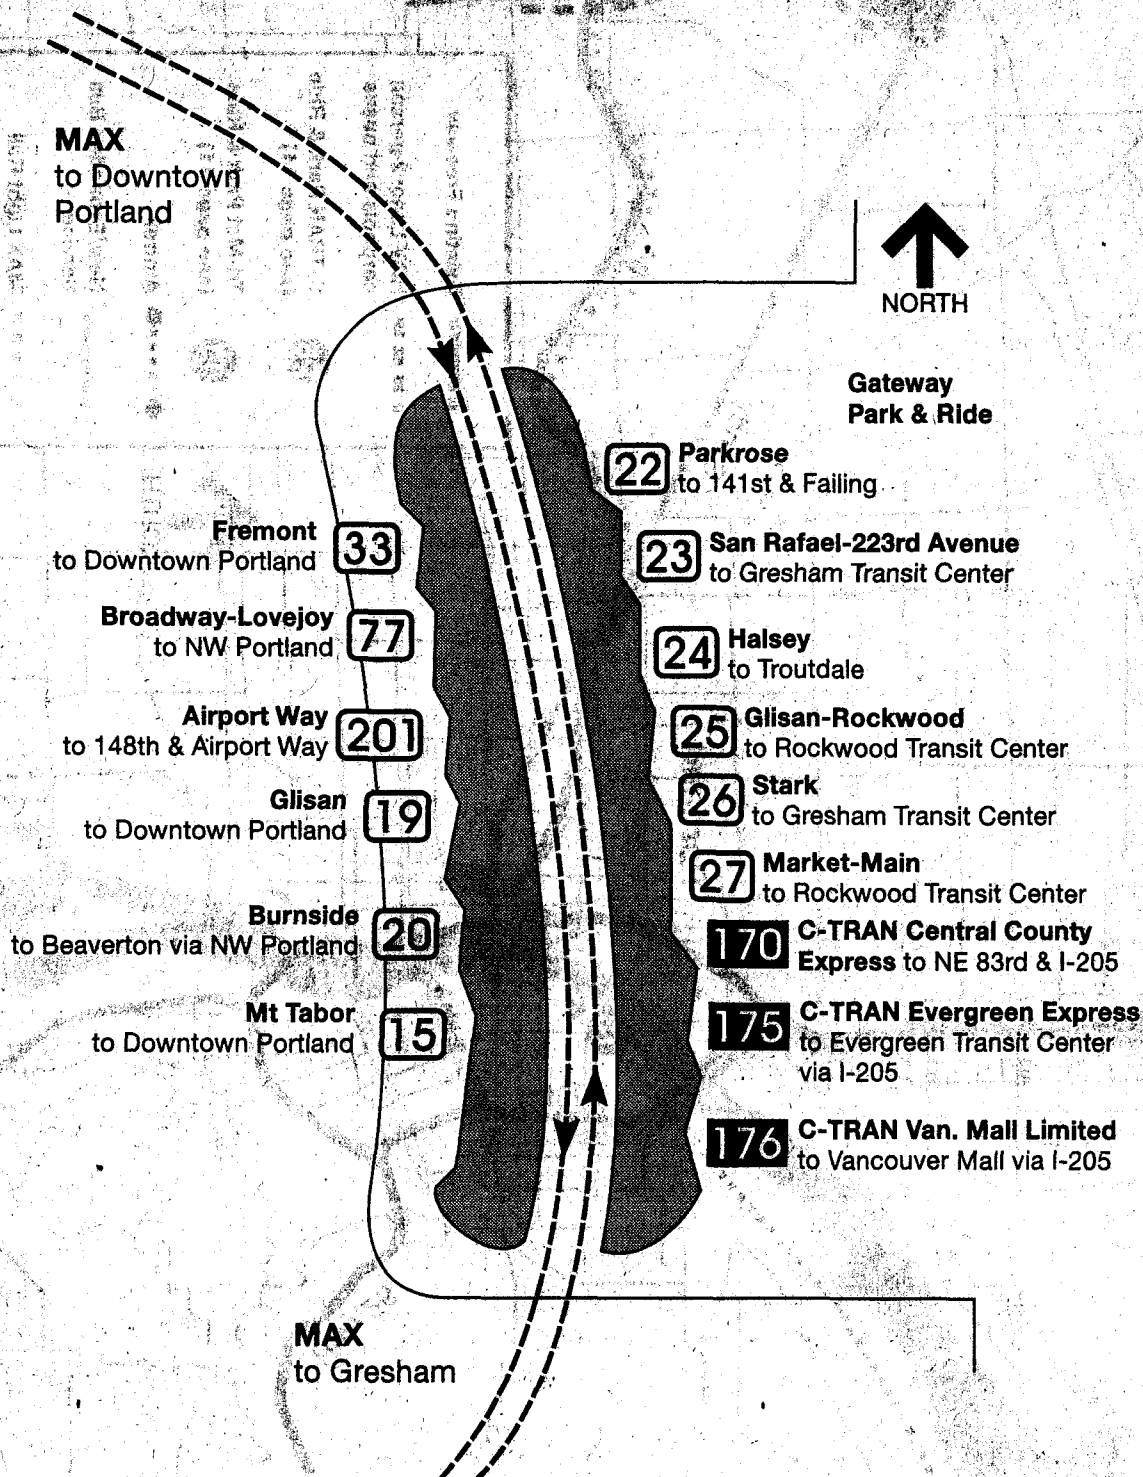 MAX
to Downtown
Portland
NORTH
Gateway
Park & Ride
22 Parkrose
to 141st & Failing
Fremont 33
to Downtown Portland
23 San Rafael-223rd Avenue
to Gresham Transit Center
Broadway-Lovejoy 77
to NW Portland
24 Halsey
to Troutdale
Airport Way 201
to 148th & Airport Way
25 Glisan-Rockwood
to Rockwood Transit Center
Glisan 19
to Downtown Portland
26 Stark
to Gresham Transit Center
27 Market-Main
to Rockwood Transit Center
Burnside 20
to Beaverton via NW Portland
170 C-TRAN Central County
Express to NE 83rd & I-205
Mt Tabor 15
to Downtown Portland
175 C-TRAN Evergreen Express
to Evergreen Transit Center
via I-205
176 C-TRAN Van. Mall Limited
to Vancouver Mall via I-205
MAX
to Gresham